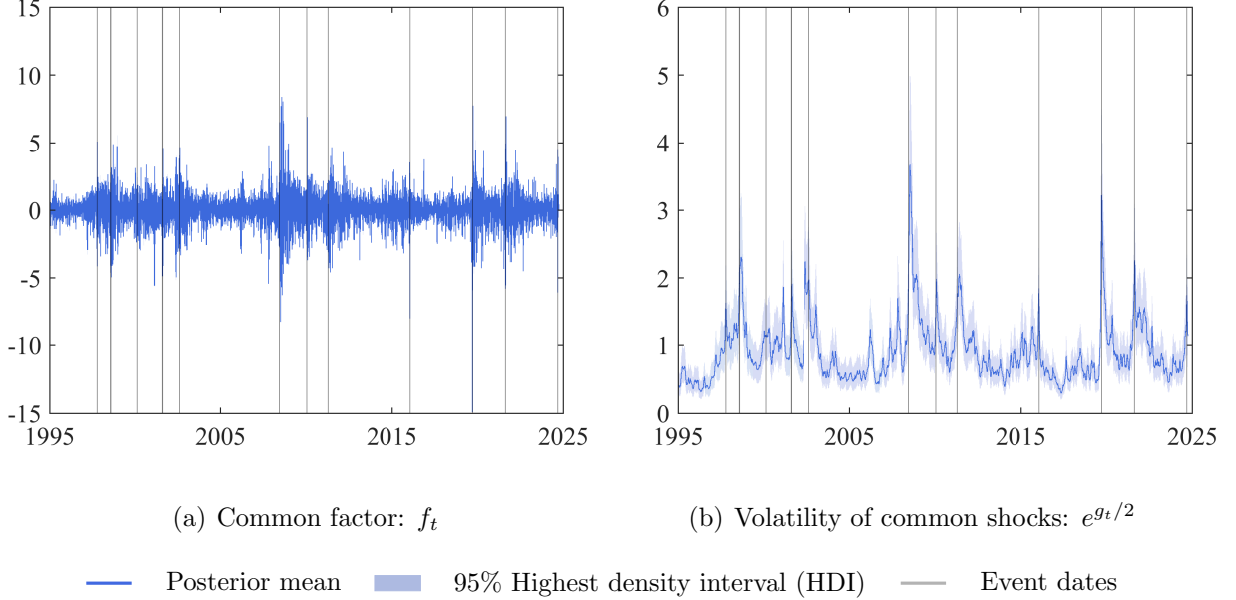 15
10
5
0
-5
-10
-15
1995 2005 2015 2025
6
5
4
3
2
1
0
1995 2005 2015 2025
(a) Common factor: f_t
(b) Volatility of common shocks: e^{g_t/2}
Posterior mean 95% Highest density interval (HDI) Event dates